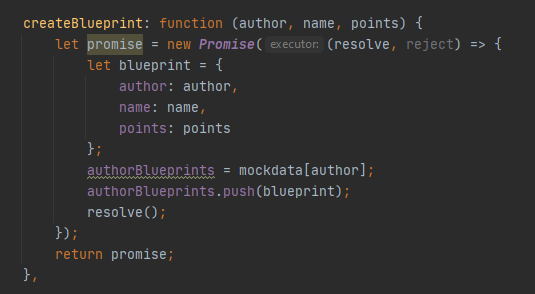 createBlueprint: function (author, name, points) {
    let promise = new Promise( executor: (resolve, reject) => {
        let blueprint = {
            author: author,
            name: name,
            points: points
        };
        authorBlueprints = mockdata[author];
        authorBlueprints.push(blueprint);
        resolve();
    });
    return promise;
},